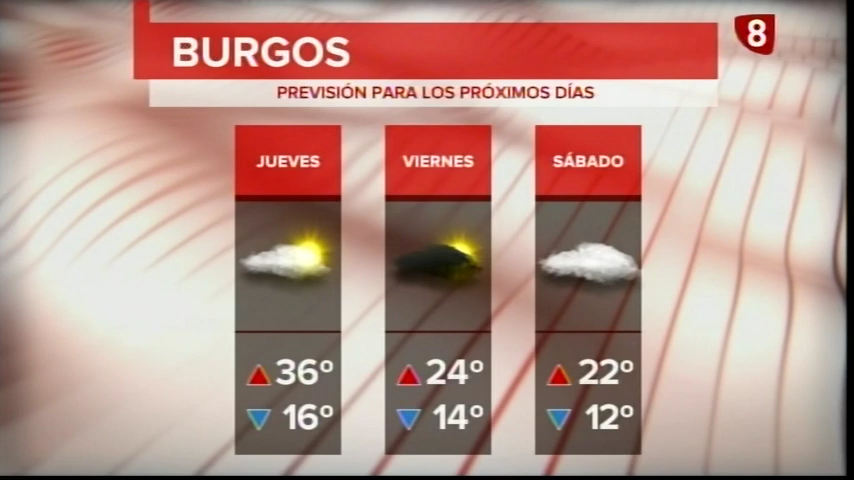 BURGOS
8
PREVISIÓN PARA LOS PRÓXIMOS DÍAS
JUEVES
VIERNES
SÁBADO
36º
24º
22º
16º
14º
12º